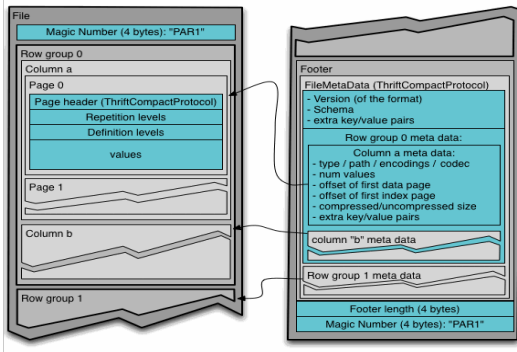 File
Magic Number (4 bytes): "PAR1"
Row group 0
Column a
Page 0
Page header (ThriftCompactProtocol)
Repetition levels
Definition levels
values
Page 1
Column b
Row group 1
Footer
FileMetaData (ThriftCompactProtocol)
- Version (of the format)
- Schema
- extra key/value pairs
Row group 0 meta data:
Column a meta data:
- type / path / encodings / codec
- num values
- offset of first data page
- offset of first index page
- compressed/uncompressed size
- extra key/value pairs
column "b" meta data
Row group 1 meta data
Footer length (4 bytes)
Magic Number (4 bytes): "PAR1"